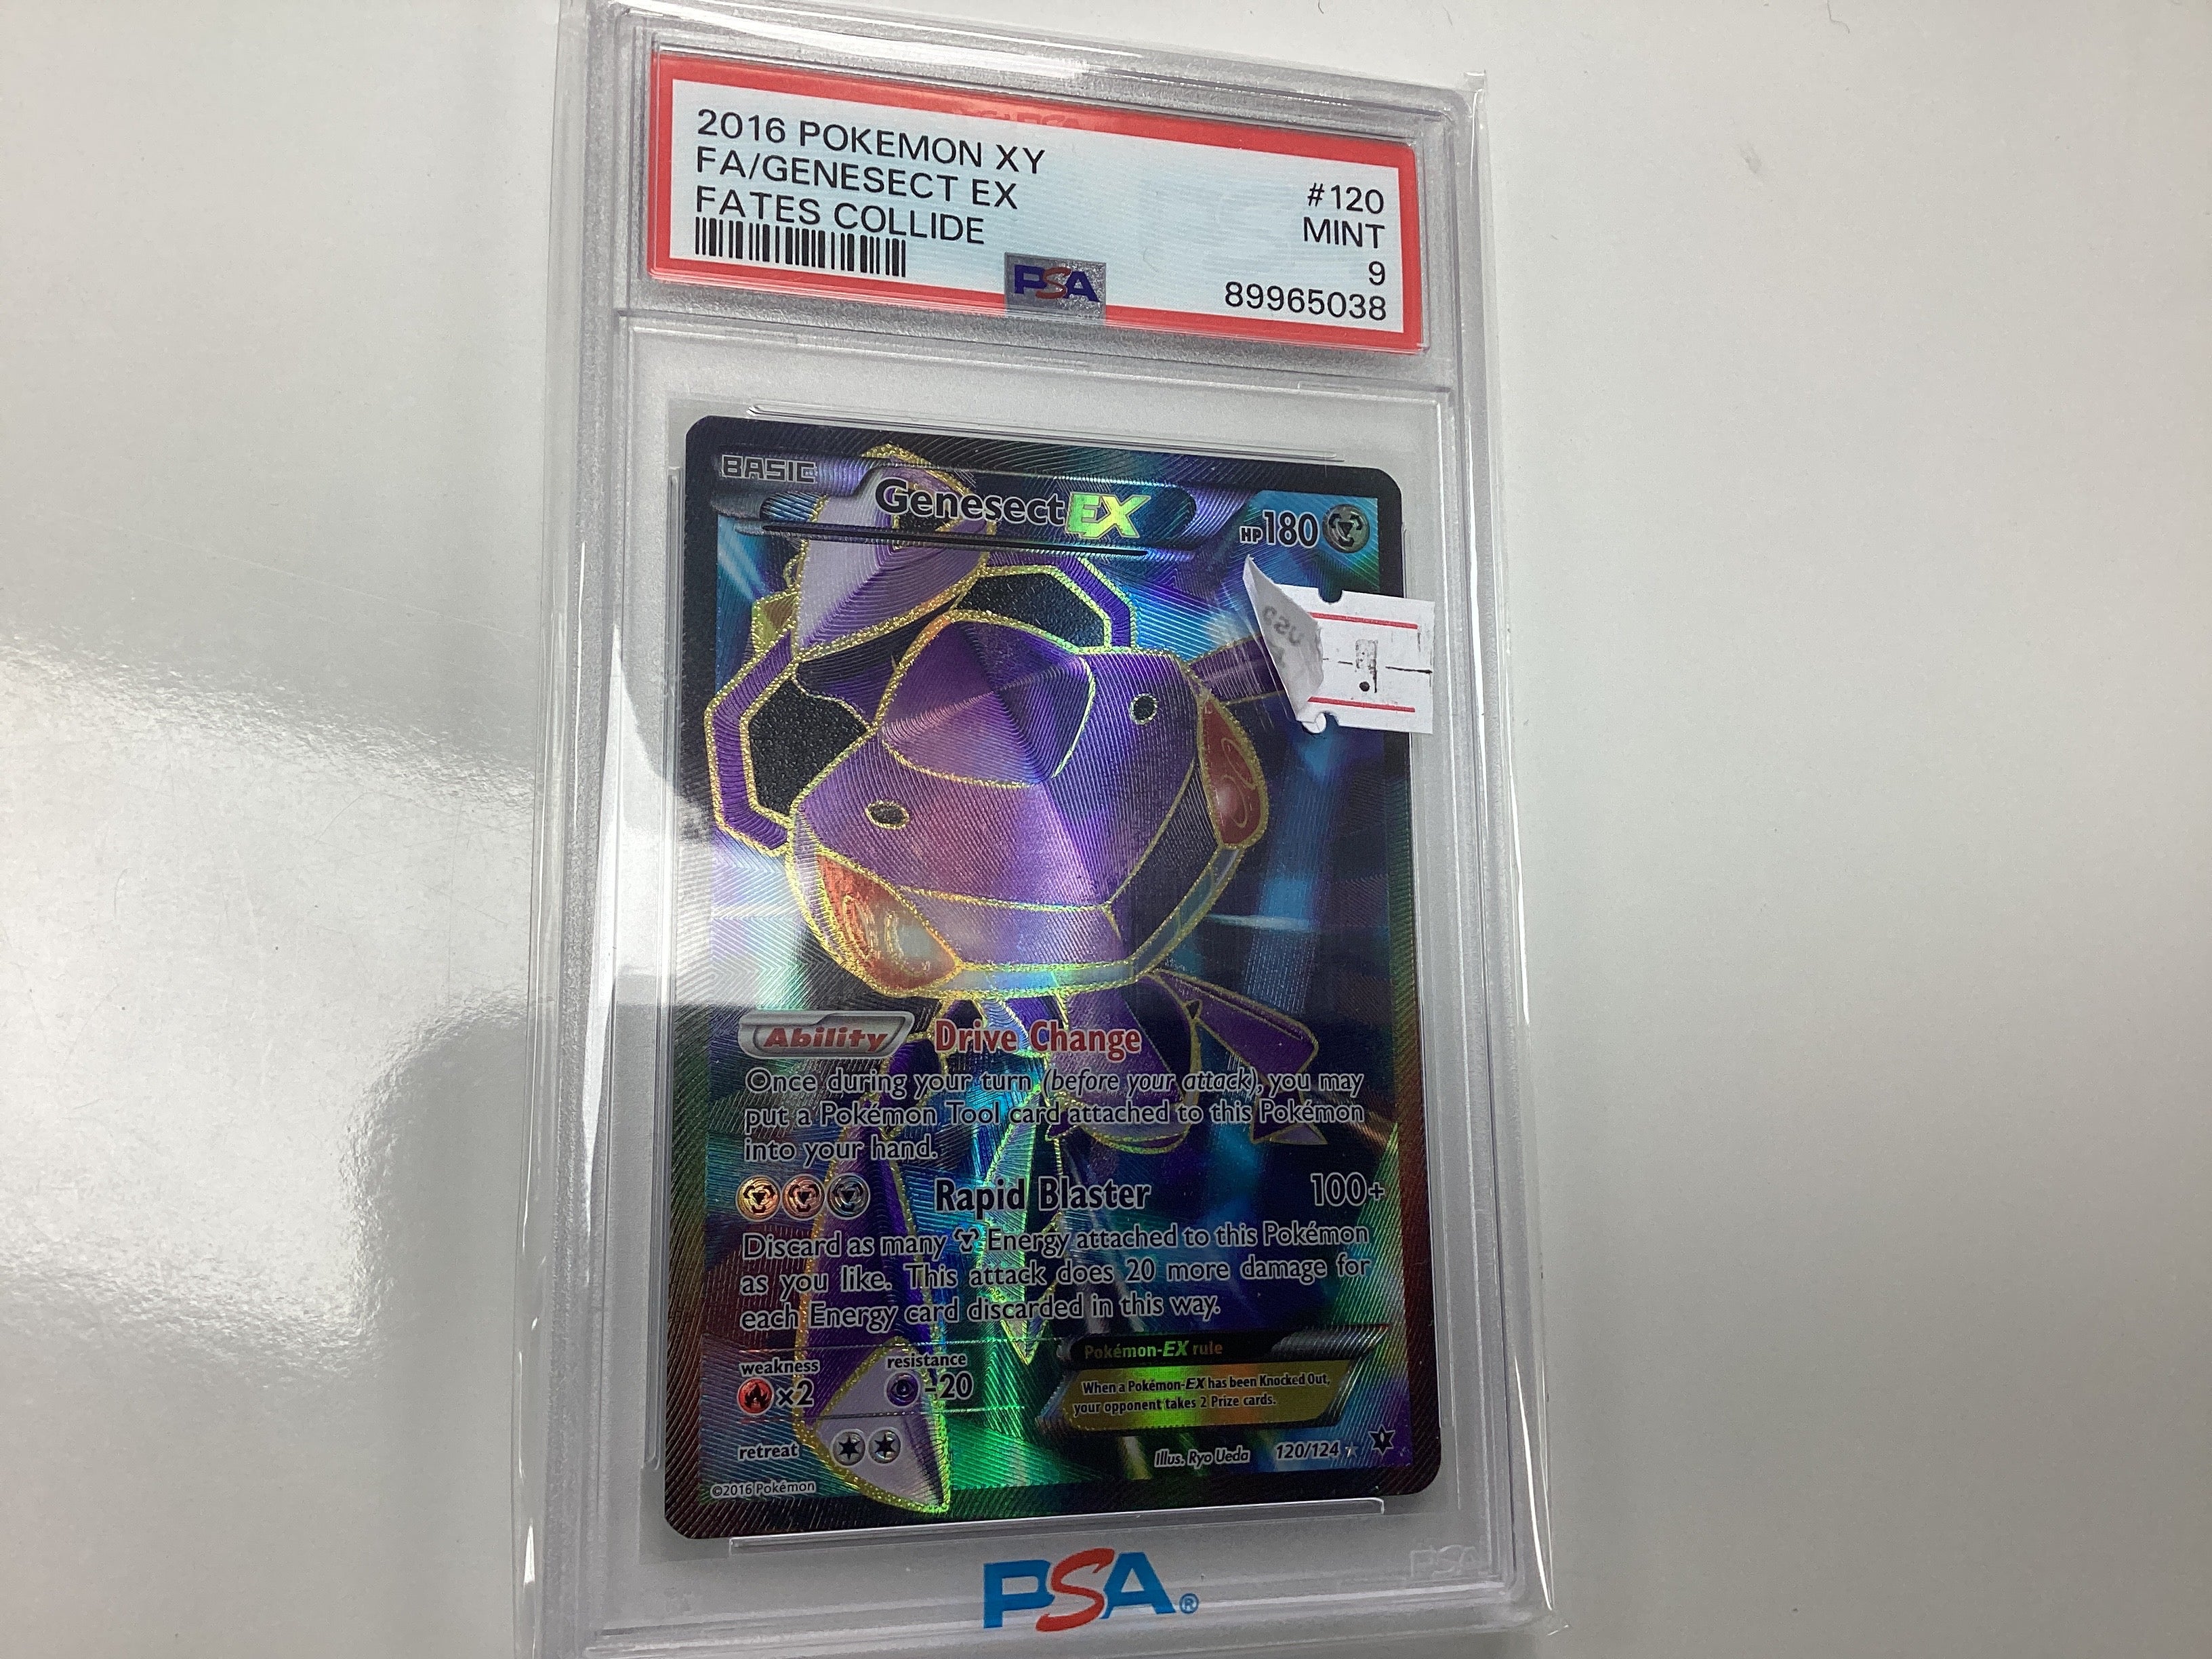 2016 POKEMON XY
FA/GENESECT EX
FATES COLLIDE
#120
MINT
9
89965038
PSA
BASIC
Genesect EX
HP180
Ability Drive Change
Once during your turn (before your attack), you may
put a Pokémon Tool card attached to this Pokémon
into your hand.
Rapid Blaster 100+
Discard as many Energy attached to this Pokémon
as you like. This attack does 20 more damage for
each Energy card discarded in this way.
weakness
×2
resistance
-20
retreat
Pokémon-EX rule
When a Pokémon-EX has been Knocked Out,
your opponent takes 2 Prize cards.
Illus. Ryo Ueda 120/124
©2016 Pokémon
PSA®
PSA